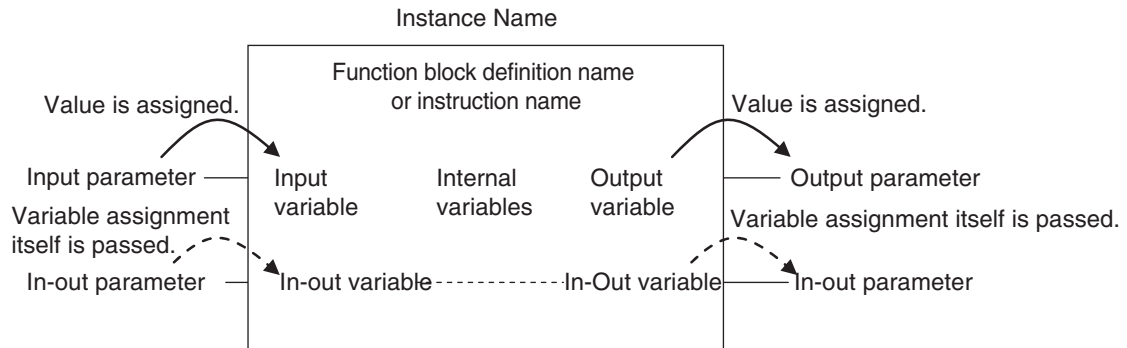 Instance Name
Function block definition name
or instruction name
Value is assigned.
Value is assigned.
Input parameter
Input
variable
Internal
variables
Output
variable
Output parameter
Variable assignment
itself is passed.
Variable assignment itself is passed.
In-out parameter
In-out variable
In-Out variable
In-out parameter